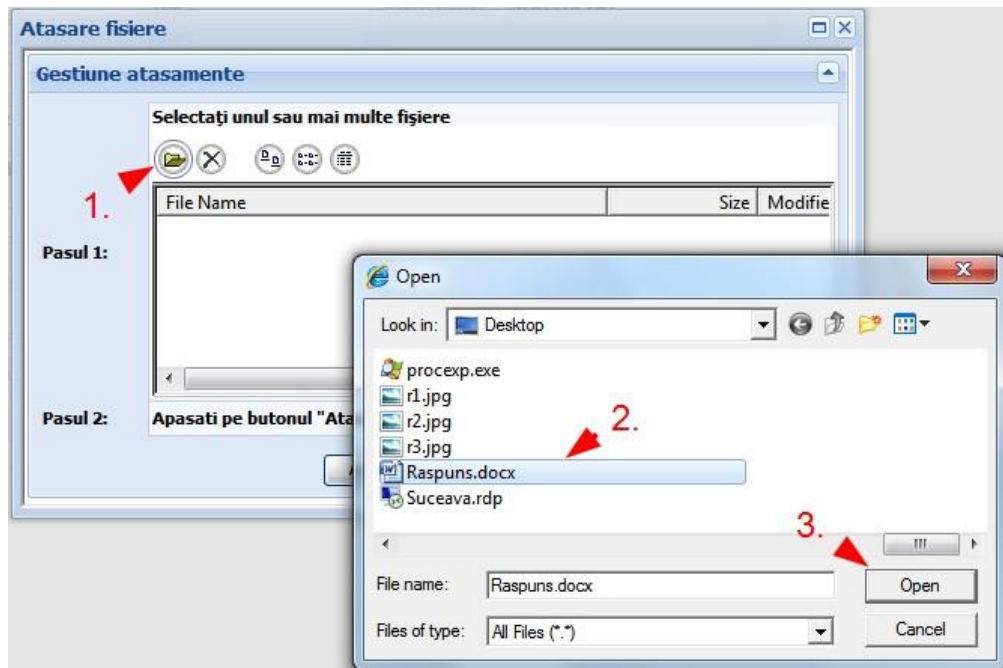 Atasare fisiere
Gestiune atasamente
Selectaţi unul sau mai multe fişiere
1.
File Name Size Modifie
Pasul 1:
Open
Look in: Desktop
procexp.exe
r1.jpg
r2.jpg
r3.jpg
2.
Raspuns.docx
Suceava.rdp
Pasul 2: Apasati pe butonul "Ata
3.
File name: Raspuns.docx Open
Files of type: All Files (*.*) Cancel